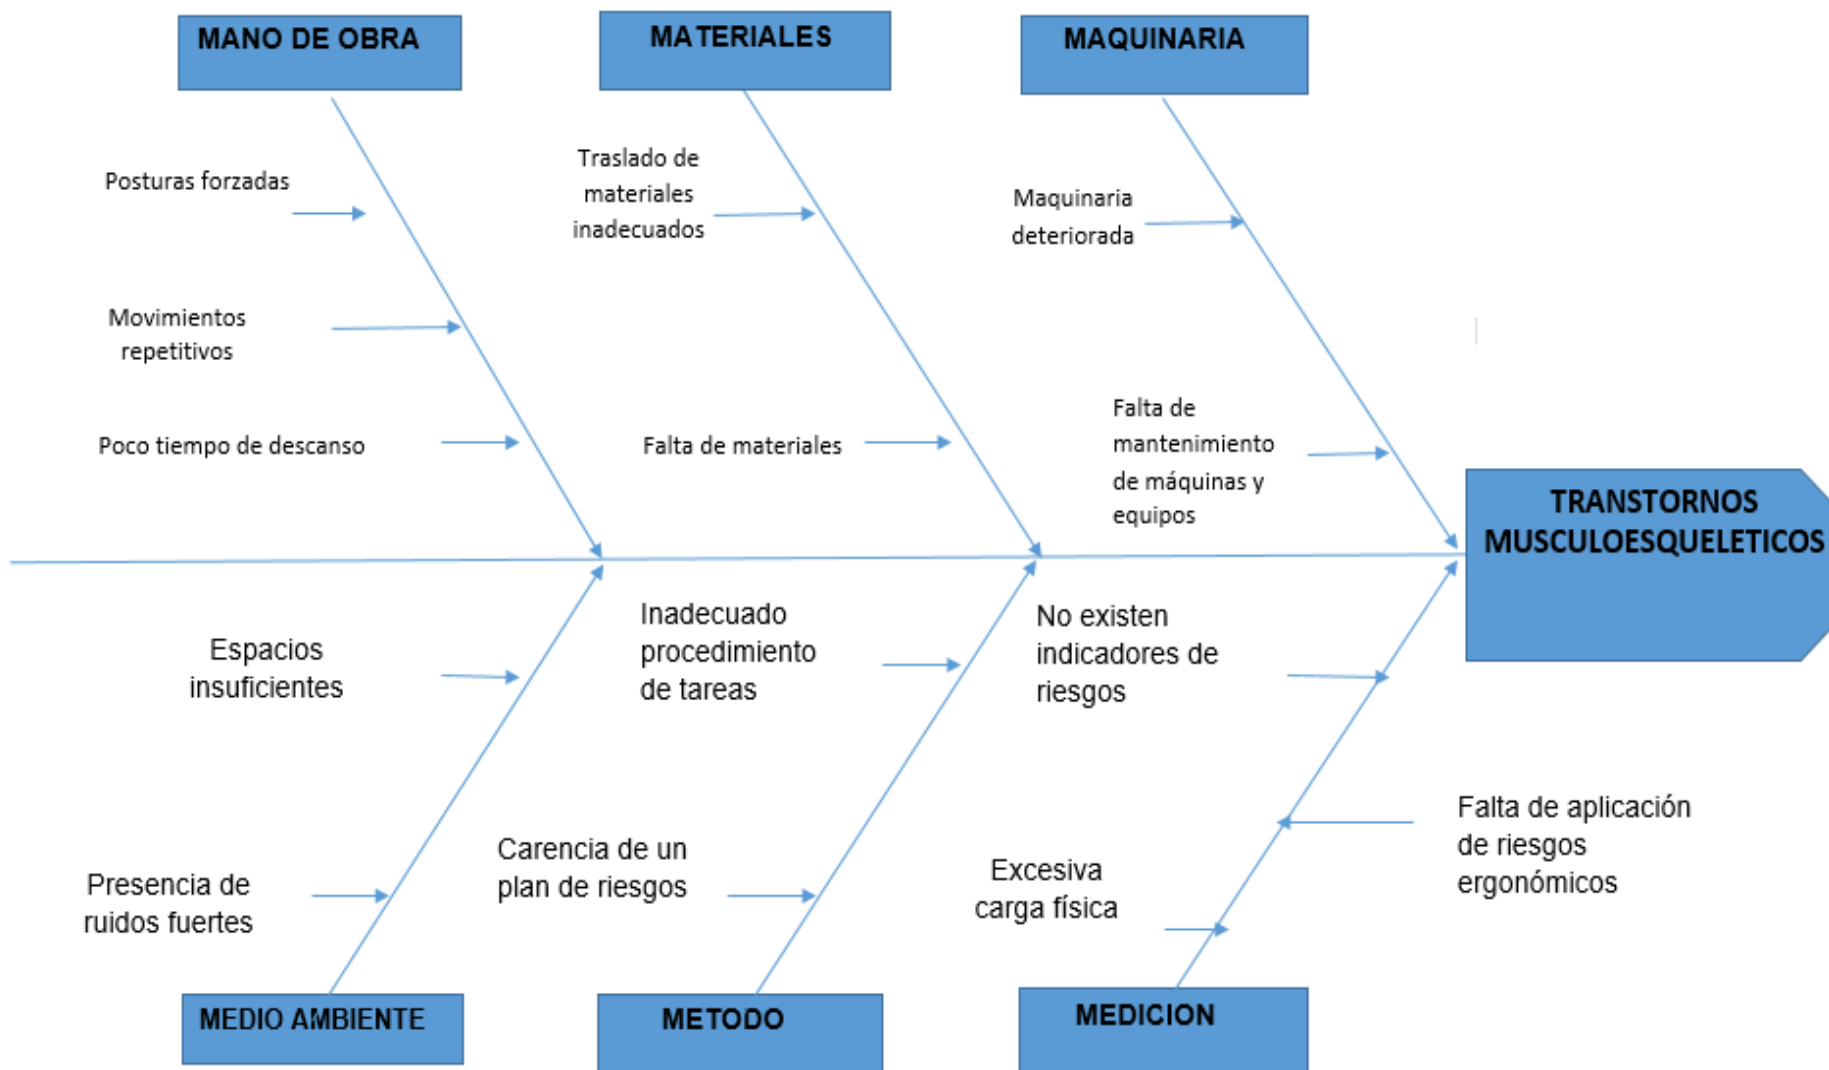 MANO DE OBRA
MATERIALES
MAQUINARIA
Posturas forzadas
Movimientos
repetitivos
Poco tiempo de descanso
Traslado de
materiales
inadecuados
Falta de materiales
Maquinaria
deteriorada
Falta de
mantenimiento
de máquinas y
equipos
TRANSTORNOS
MUSCULOESQUELETICOS
Espacios
insuficientes
Presencia de
ruidos fuertes
Inadecuado
procedimiento
de tareas
Carencia de un
plan de riesgos
No existen
indicadores de
riesgos
Excesiva
carga física
Falta de aplicación
de riesgos
ergonómicos
MEDIO AMBIENTE
METODO
MEDICION